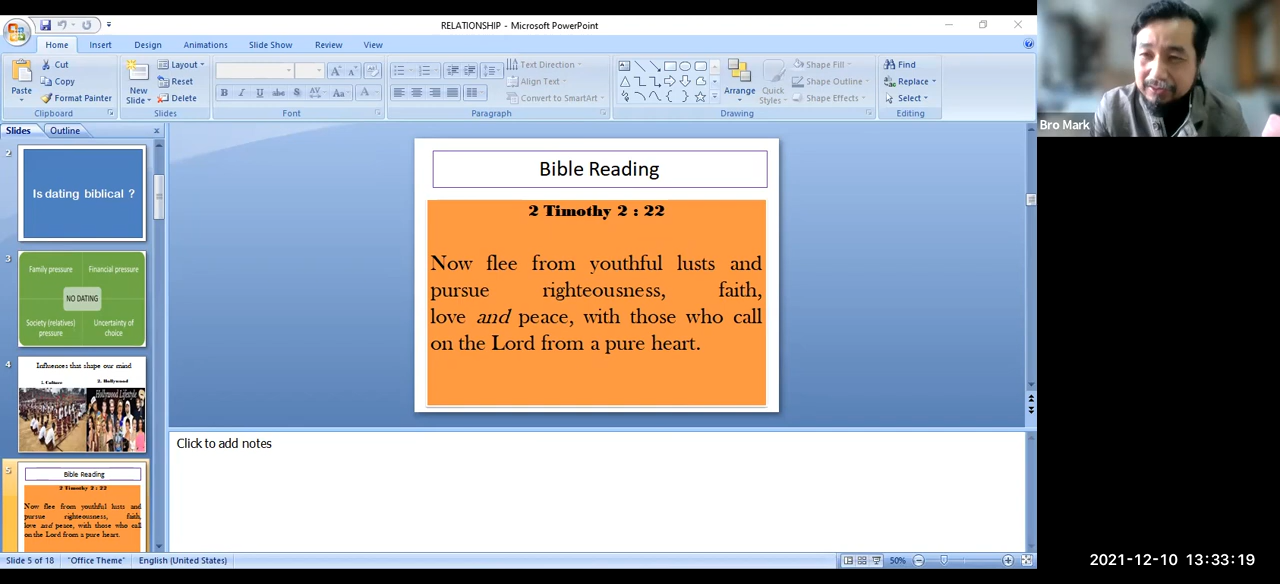 RELATIONSHIP - Microsoft PowerPoint
Home Insert Design Animations Slide Show Review View
Paste
Cut
Copy
Format Painter
Clipboard
New Slide
Layout
Reset
Delete
Slides
Font
Text Direction
Align Text
Convert to SmartArt
Paragraph
Arrange
Quick Styles
Shape Fill
Shape Outline
Shape Effects
Drawing
Find
Replace
Select
Editing
Bro Mark
Slides Outline
2
Is dating biblical ?
3
Family pressure Financial pressure
NO DATING
Society (relatives) pressure
Uncertainty of choice
4
Influences that shape our mind
1. Culture 2. Hollywood
Hollywood Lifestyle
5
Bible Reading
2 Timothy 2 : 22
Now flee from youthful lusts and
pursue righteousness, faith,
love and peace, with those who call
on the Lord from a pure heart.
Bible Reading
2 Timothy 2 : 22
Now flee from youthful lusts and
pursue righteousness, faith,
love and peace, with those who call
on the Lord from a pure heart.
Click to add notes
Slide 5 of 18 "Office Theme" English (United States) 50%
2021-12-10 13:33:19